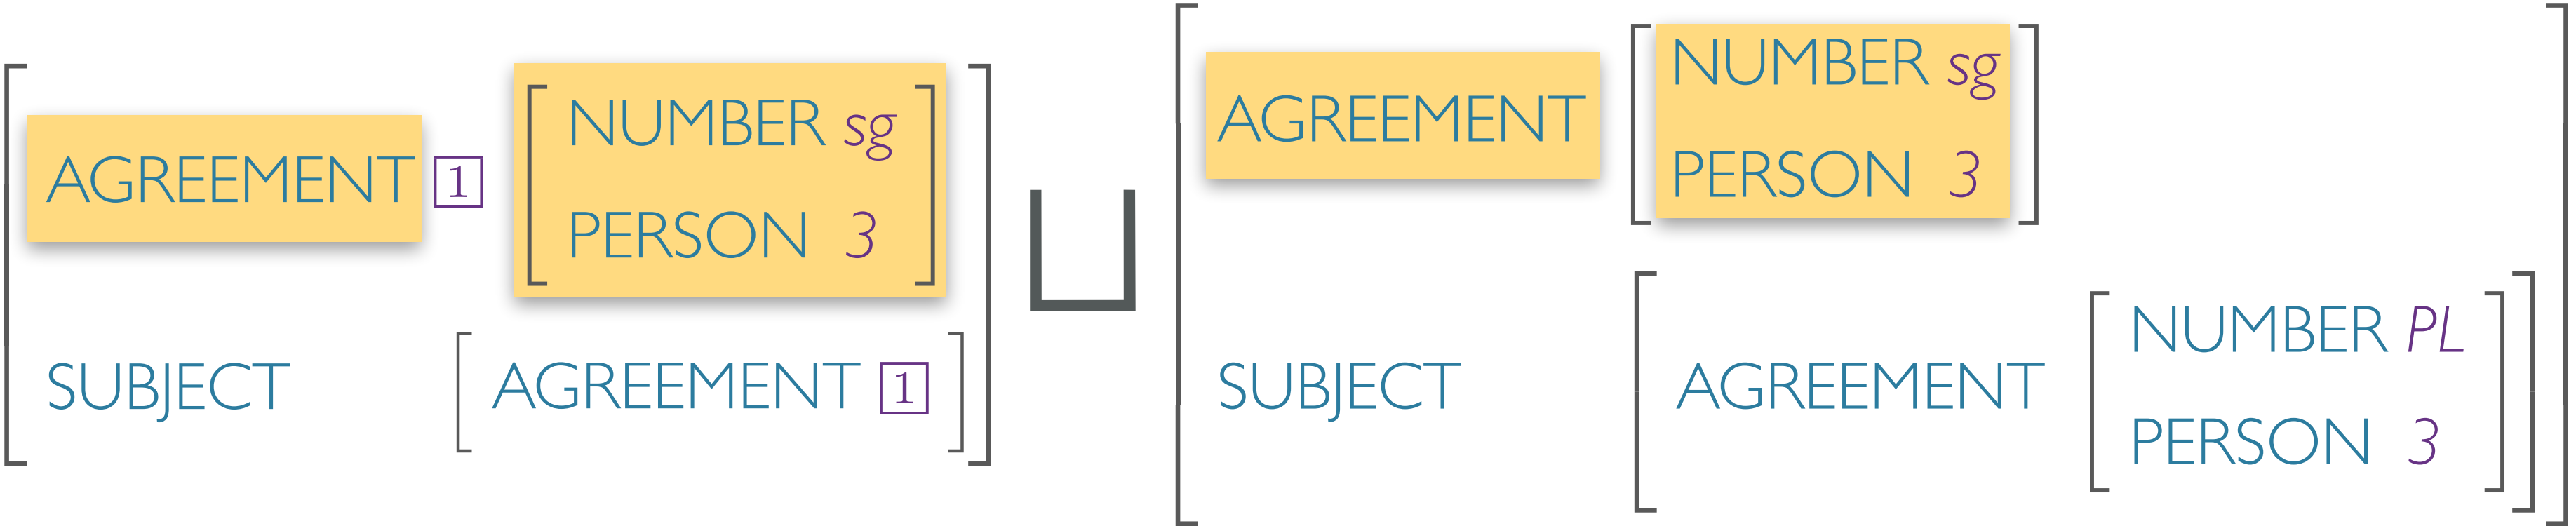 AGREEMENT 1 NUMBER sg
PERSON 3
SUBJECT AGREEMENT 1
⊔
AGREEMENT NUMBER sg
PERSON 3
SUBJECT AGREEMENT NUMBER PL
PERSON 3